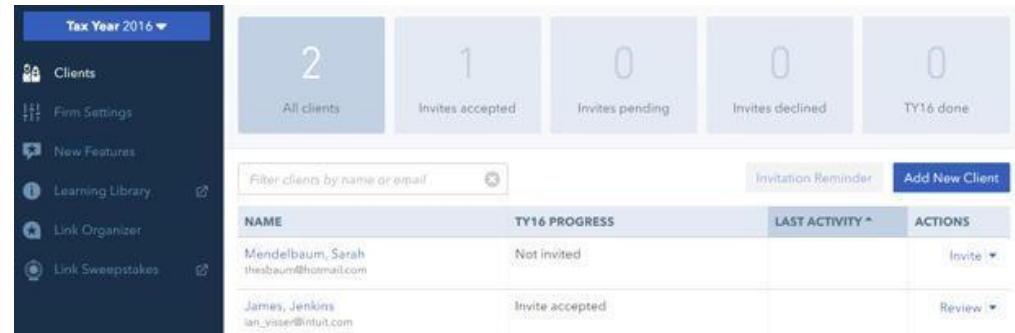 Tax Year 2016
Clients
Firm Settings
New Features
Learning Library
Link Organizer
Link Sweepstakes
2
All clients
1
Invites accepted
0
Invites pending
0
Invites declined
0
TY16 done
Filter clients by name or email
Invitation Reminder
Add New Client
NAME TY16 PROGRESS LAST ACTIVITY ACTIONS
Mendelbaum, Sarah Not invited Invite
thesbaum@hotmail.com
James, Jenkins Invite accepted Review
ian_visser@intuit.com